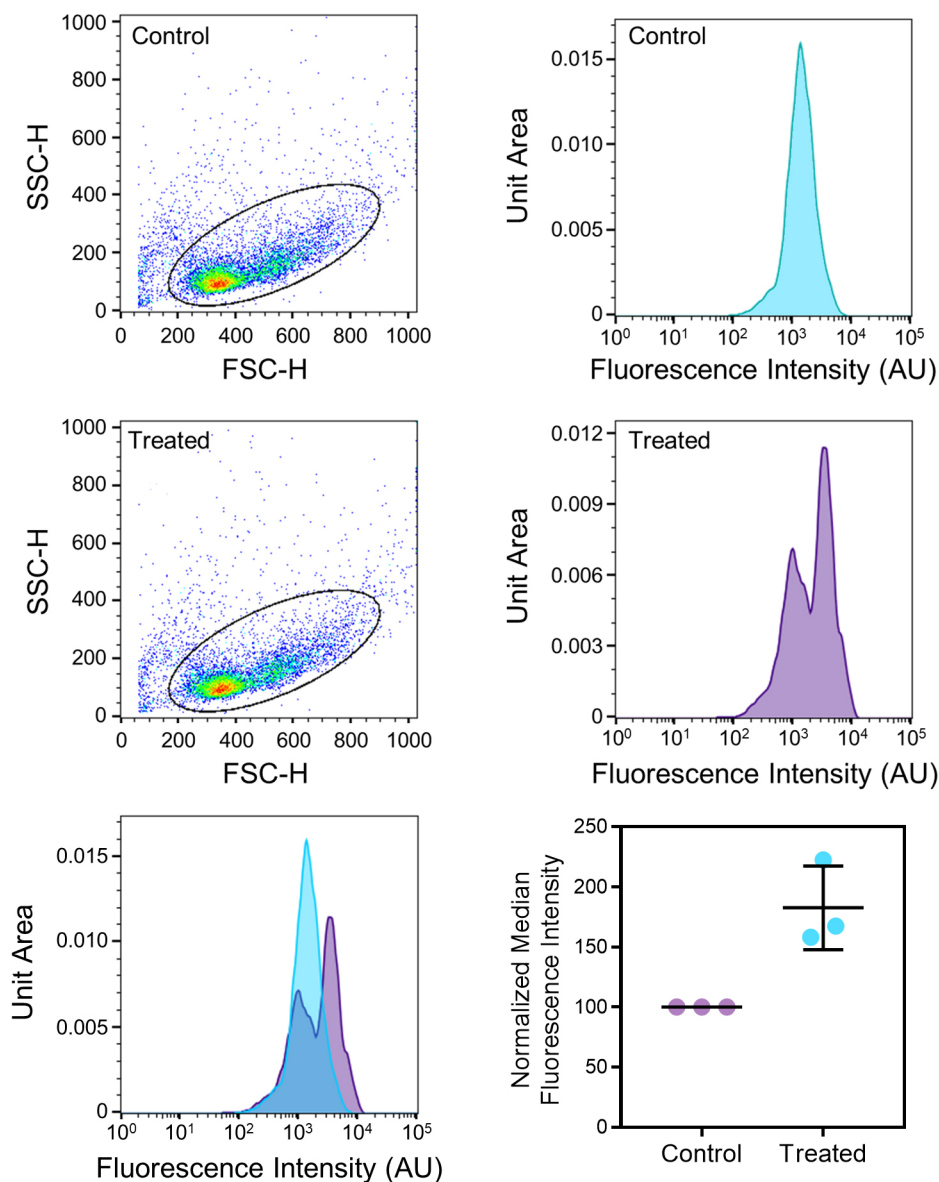 Control
1000
800
600
400
200
0
SSC-H
0 200 400 600 800 1000
FSC-H
Control
0.015
0.010
0.005
0
Unit Area
10⁰ 10¹ 10² 10³ 10⁴ 10⁵
Fluorescence Intensity (AU)
Treated
1000
800
600
400
200
0
SSC-H
0 200 400 600 800 1000
FSC-H
Treated
0.012
0.009
0.006
0.003
0
Unit Area
10⁰ 10¹ 10² 10³ 10⁴ 10⁵
Fluorescence Intensity (AU)
0.015
0.010
0.005
0
Unit Area
10⁰ 10¹ 10² 10³ 10⁴ 10⁵
Fluorescence Intensity (AU)
250
200
150
100
50
0
Normalized Median
Fluorescence Intensity
Control Treated